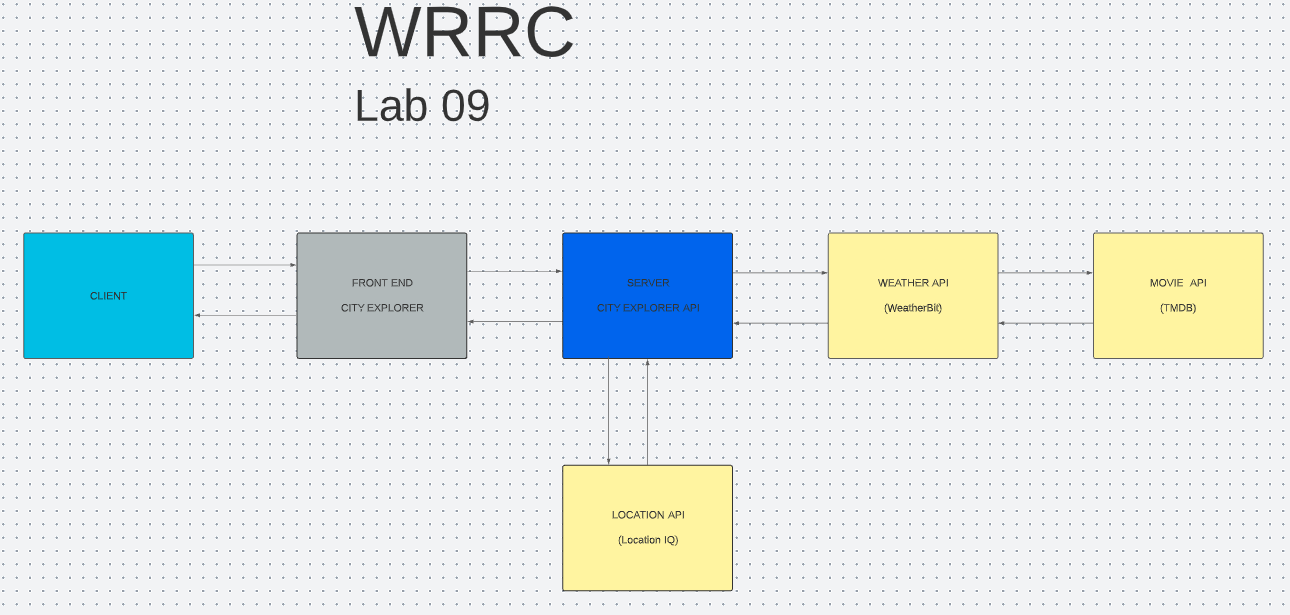 WRRC
Lab 09
CLIENT
FRONT END
CITY EXPLORER
SERVER
CITY EXPLORER API
WEATHER API
(WeatherBit)
MOVIE API
(TMDB)
LOCATION API
(Location IQ)